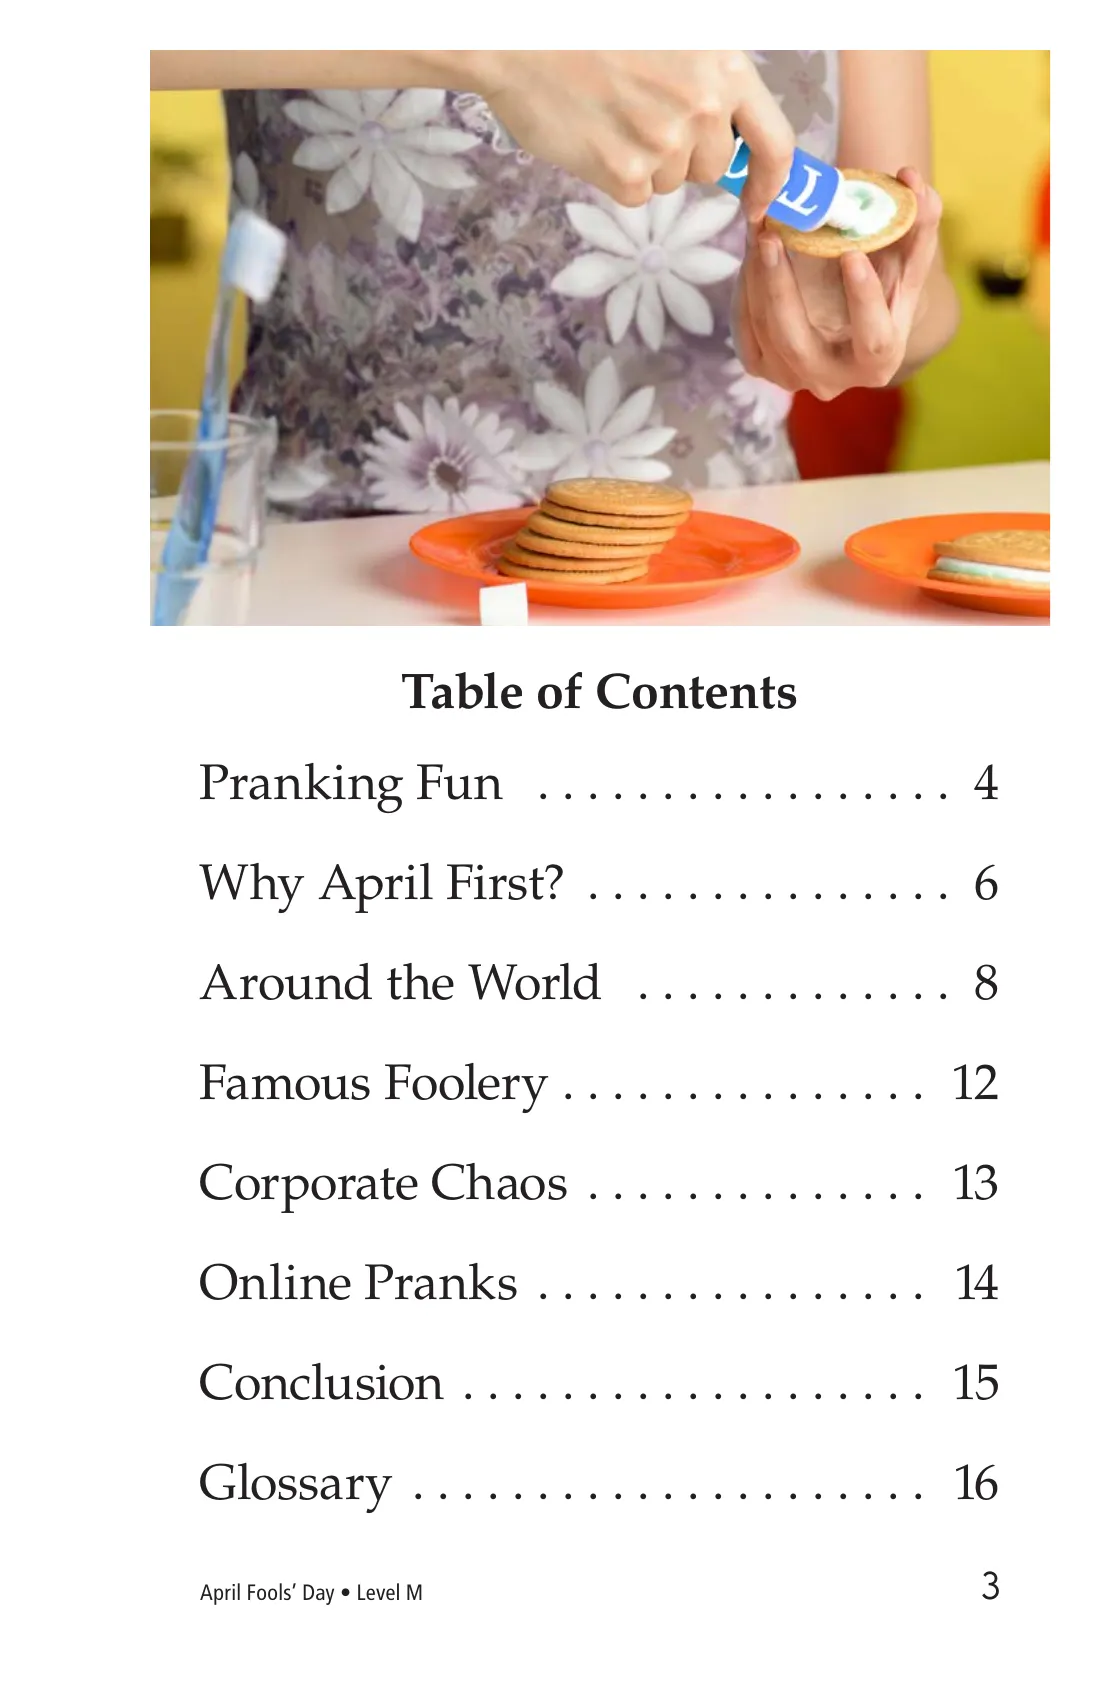 T
Table of Contents
Pranking Fun . . . . . . . . . . . . . . . . . 4
Why April First? . . . . . . . . . . . . . . . 6
Around the World . . . . . . . . . . . . . 8
Famous Foolery . . . . . . . . . . . . . . . 12
Corporate Chaos . . . . . . . . . . . . . . 13
Online Pranks . . . . . . . . . . . . . . . . 14
Conclusion . . . . . . . . . . . . . . . . . . . 15
Glossary . . . . . . . . . . . . . . . . . . . . . 16
April Fools’ Day • Level M 3